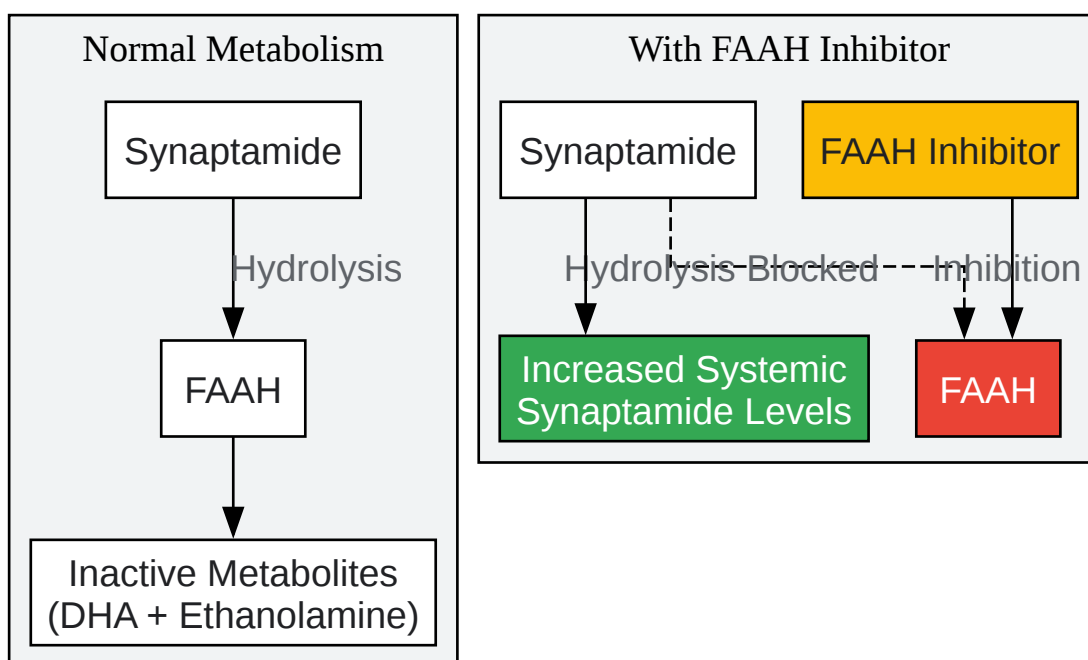 Normal Metabolism
Synaptamide
Hydrolysis
FAAH
Inactive Metabolites
(DHA + Ethanolamine)
With FAAH Inhibitor
Synaptamide
FAAH Inhibitor
Hydrolysis Blocked
Inhibition
Increased Systemic
Synaptamide Levels
FAAH